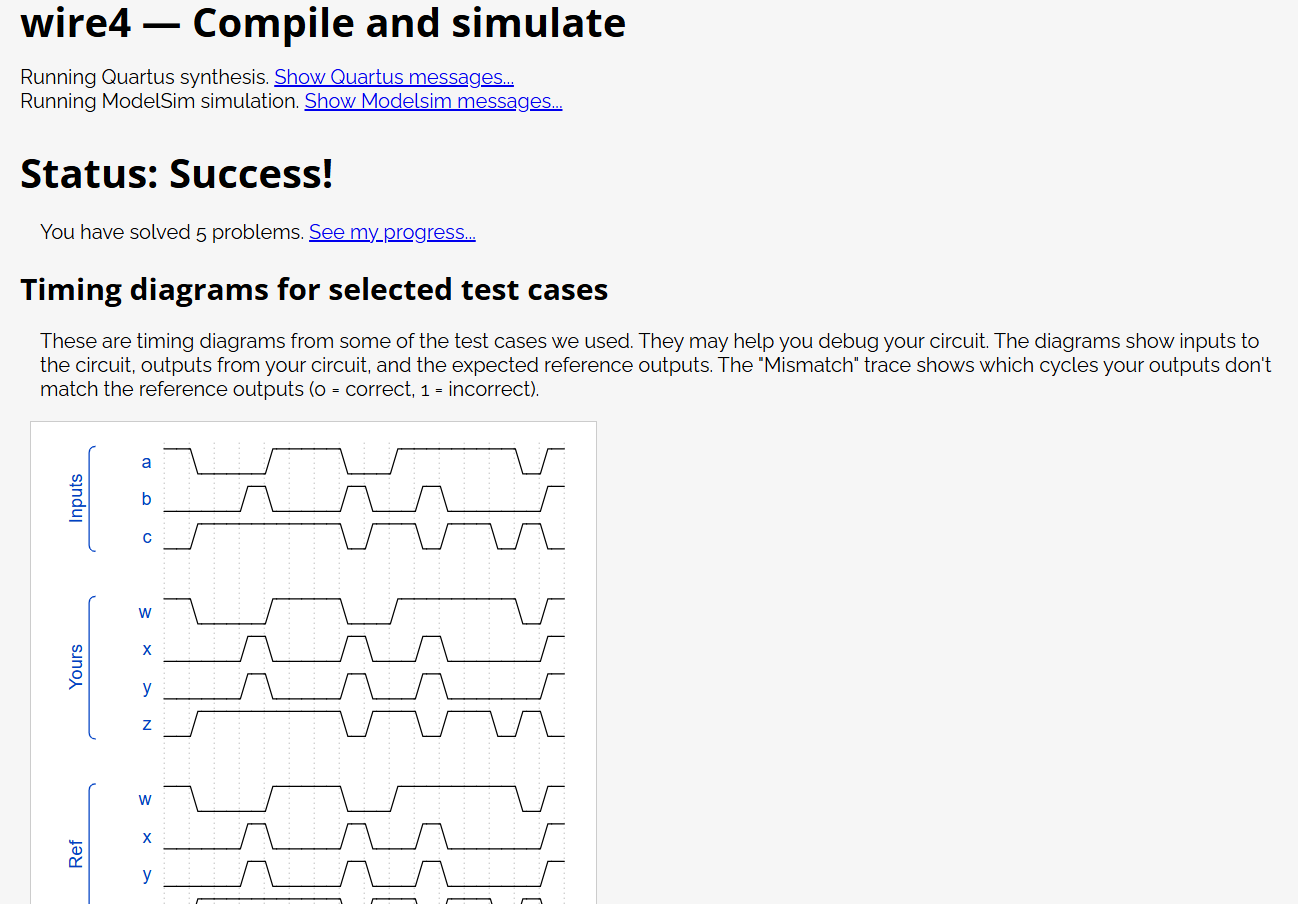 wire4 — Compile and simulate
Running Quartus synthesis. Show Quartus messages...
Running ModelSim simulation. Show Modelsim messages...
Status: Success!
You have solved 5 problems. See my progress...
Timing diagrams for selected test cases
These are timing diagrams from some of the test cases we used. They may help you debug your circuit. The diagrams show inputs to
the circuit, outputs from your circuit, and the expected reference outputs. The "Mismatch" trace shows which cycles your outputs don't
match the reference outputs (0 = correct, 1 = incorrect).
Inputs
a
b
c
Yours
w
x
y
z
Ref
w
x
y